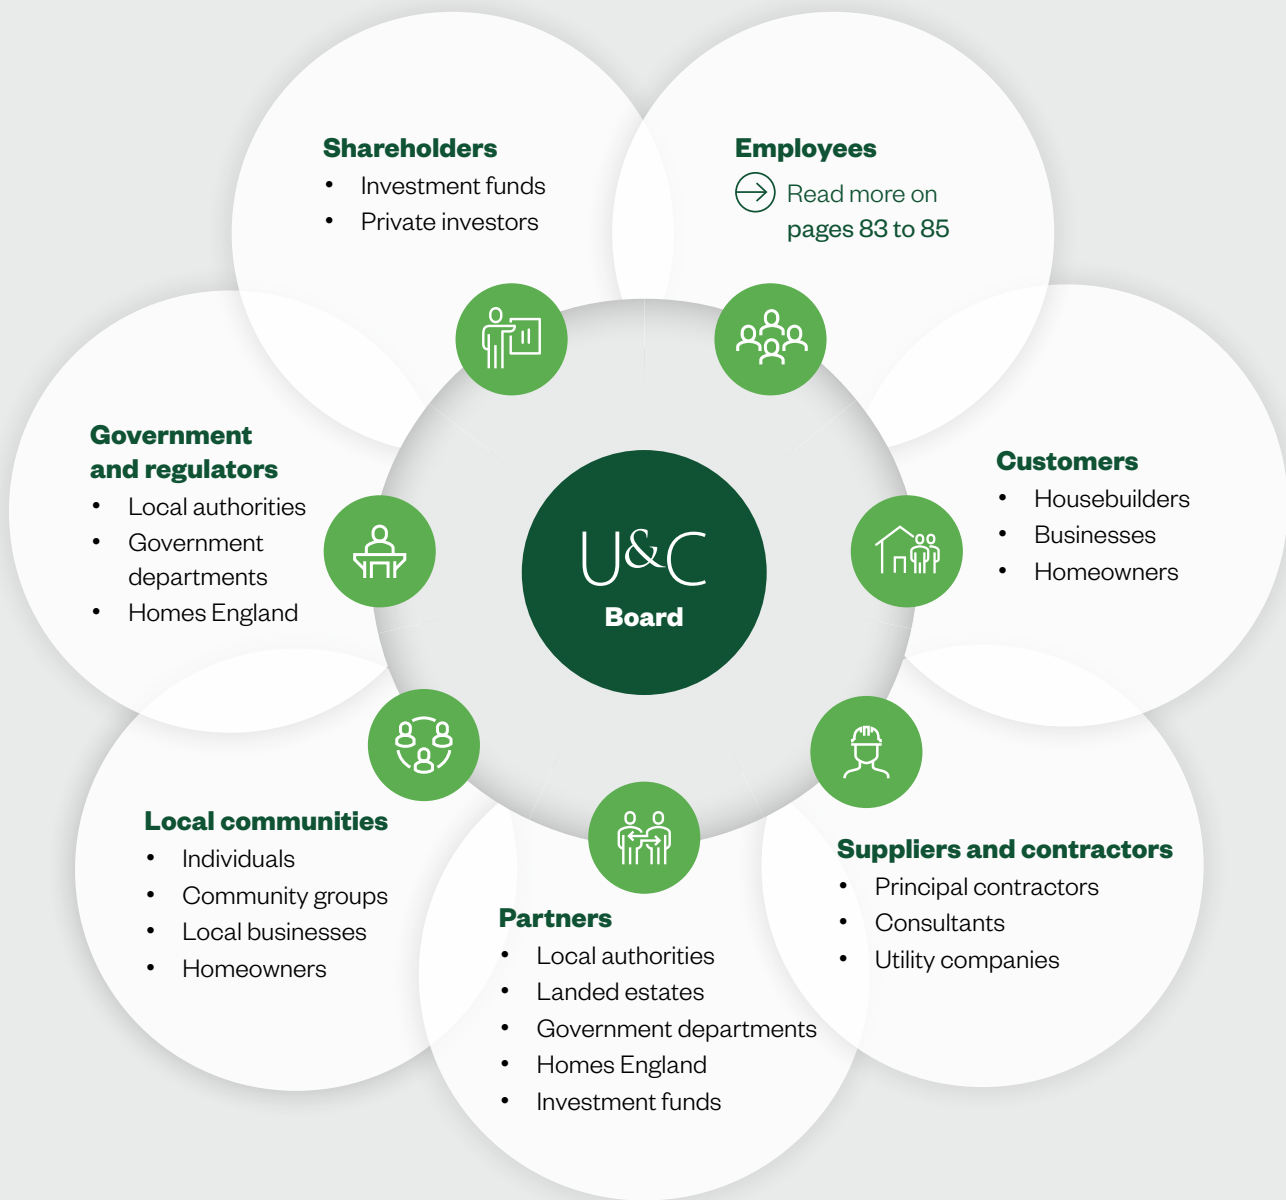 Shareholders
• Investment funds
• Private investors
Employees
Read more on
pages 83 to 85
Government
and regulators
• Local authorities
• Government
departments
• Homes England
Customers
• Housebuilders
• Businesses
• Homeowners
U&C
Board
Local communities
• Individuals
• Community groups
• Local businesses
• Homeowners
Partners
• Local authorities
• Landed estates
• Government departments
• Homes England
• Investment funds
Suppliers and contractors
• Principal contractors
• Consultants
• Utility companies